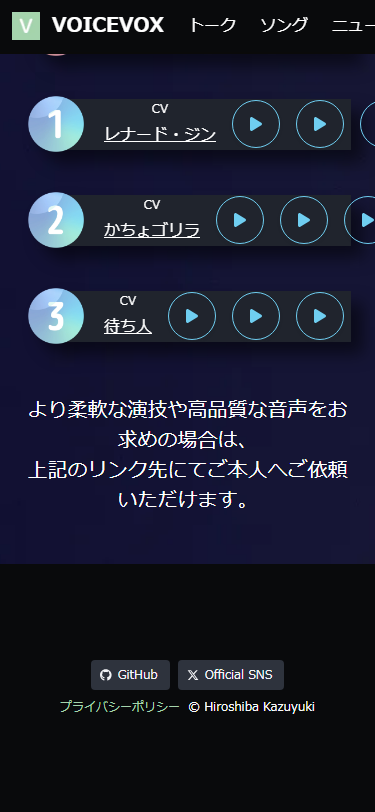 VOICEVOX トーク ソング ニュー
1 CV
レナード・ジン
2 CV
かちょゴリラ
3 CV
待ち人
より柔軟な演技や高品質な音声をお
求めの場合は、
上記のリンク先にてご本人へご依頼
いただけます。
GitHub Official SNS
プライバシーポリシー © Hiroshiba Kazuyuki